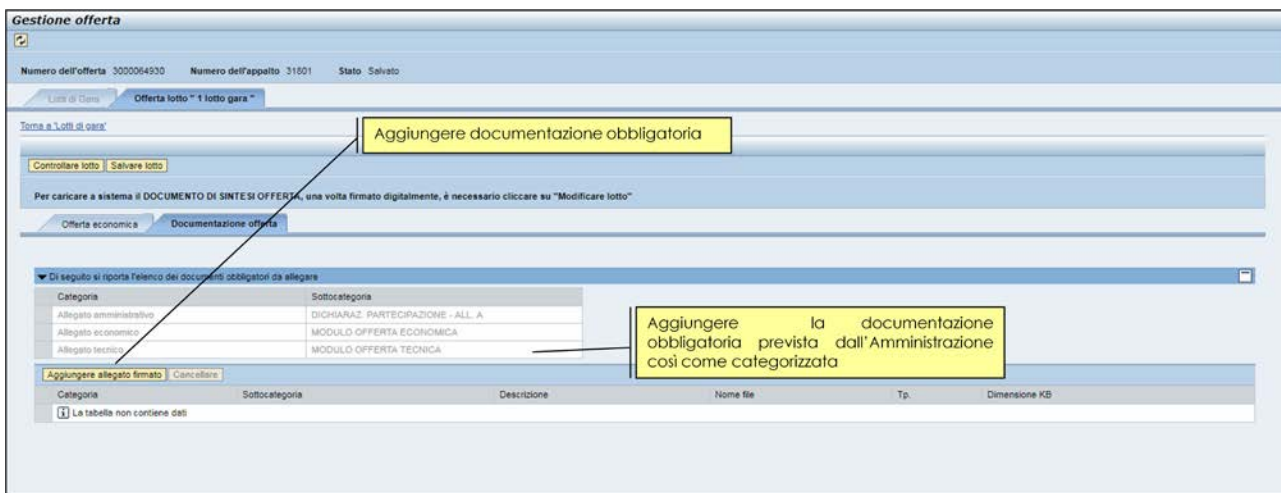 Gestione offerta
Numero dell'offerta 3000064930 Numero dell'appalto 31801 Stato Salvato
Lotti di Gara Offerta lotto " 1 lotto gara "
Torna a 'Lotti di gara'
Aggiungere documentazione obbligatoria
Controllare lotto Salvare lotto
Per caricare a sistema il DOCUMENTO DI SINTESI OFFERTA, una volta firmato digitalmente, è necessario cliccare su "Modificare lotto"
Offerta economica Documentazione offerta
Di seguito si riporta l'elenco dei documenti obbligatori da allegare
Categoria Sottocategoria
Allegato amministrativo DICHIARAZ. PARTECIPAZIONE - ALL. A
Allegato economico MODULO OFFERTA ECONOMICA
Allegato tecnico MODULO OFFERTA TECNICA
Aggiungere la documentazione
obbligatoria prevista dall'Amministrazione
così come categorizzata
Aggiungere allegato firmato Cancellare
Categoria Sottocategoria Descrizione Nome file Tp. Dimensione KB
La tabella non contiene dati